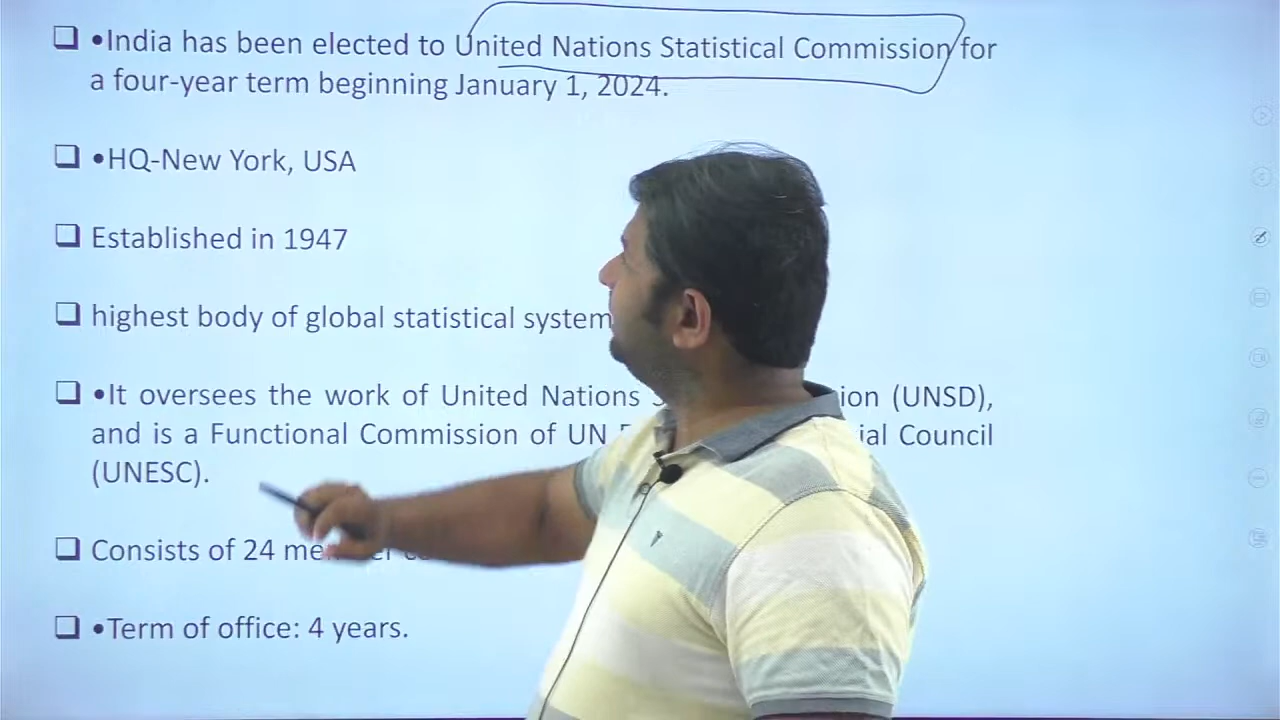 ❑ •India has been elected to United Nations Statistical Commission for
a four-year term beginning January 1, 2024.
❑ •HQ-New York, USA
❑ Established in 1947
❑ highest body of global statistical system
❑ •It oversees the work of United Nations (UNSD),
and is a Functional Commission of UN Council
(UNESC).
❑ Consists of 24
❑ •Term of office: 4 years.